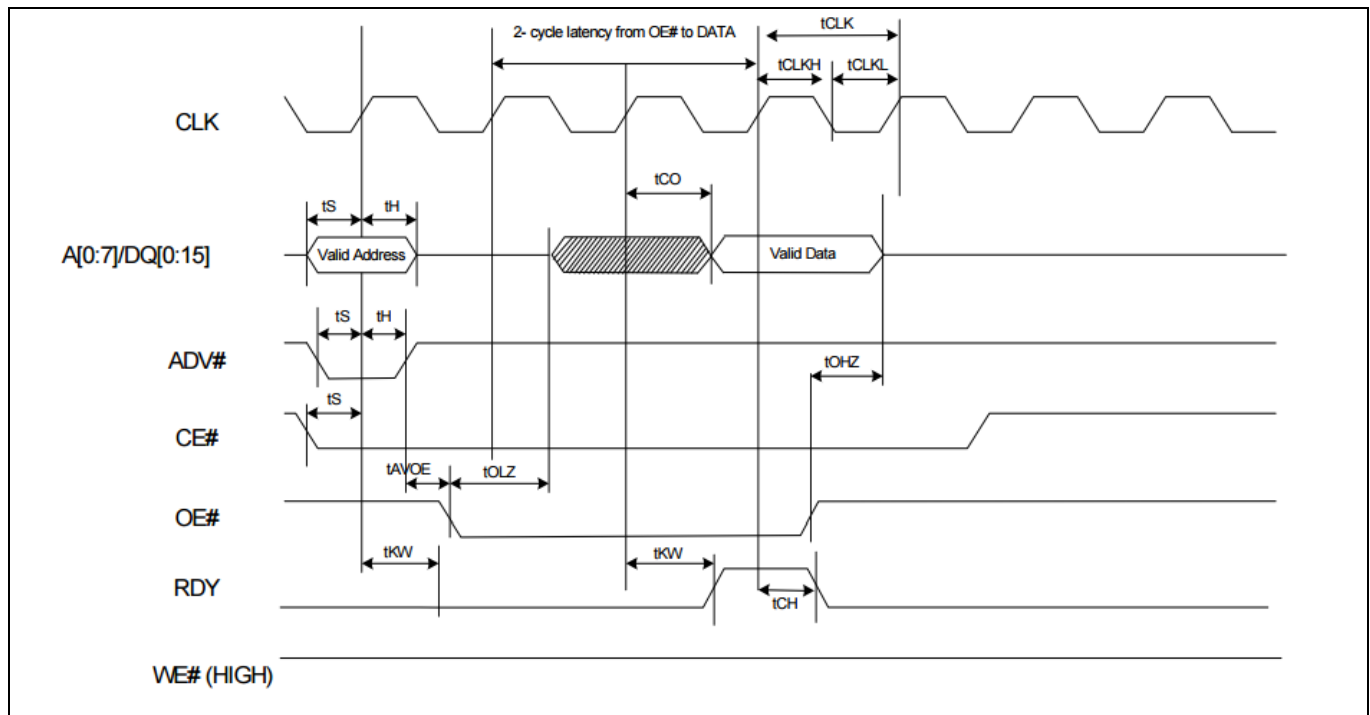 2- cycle latency from OE# to DATA
tCLK
tCLKH
tCLKL
CLK
tCO
tS
tH
A[0:7]/DQ[0:15]
Valid Address
Valid Data
tS
tH
ADV#
tOHZ
tS
CE#
tAVOE
tOLZ
OE#
tKW
tKW
RDY
tCH
WE# (HIGH)